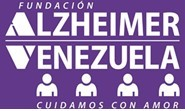 FUNDACIÓN
ALZHEIMER
VENEZUELA
CUIDAMOS CON AMOR